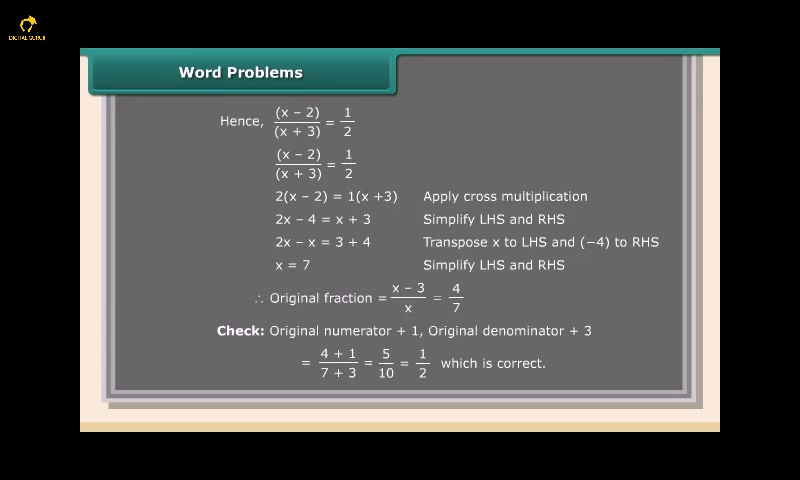 DIGITAL GURUJI
Word Problems
Hence, (x – 2)/(x + 3) = 1/2
(x – 2)/(x + 3) = 1/2
2(x – 2) = 1(x +3) Apply cross multiplication
2x – 4 = x + 3 Simplify LHS and RHS
2x – x = 3 + 4 Transpose x to LHS and (−4) to RHS
x = 7 Simplify LHS and RHS
∴ Original fraction = x – 3/x = 4/7
Check: Original numerator + 1, Original denominator + 3
= 4 + 1/7 + 3 = 5/10 = 1/2 which is correct.